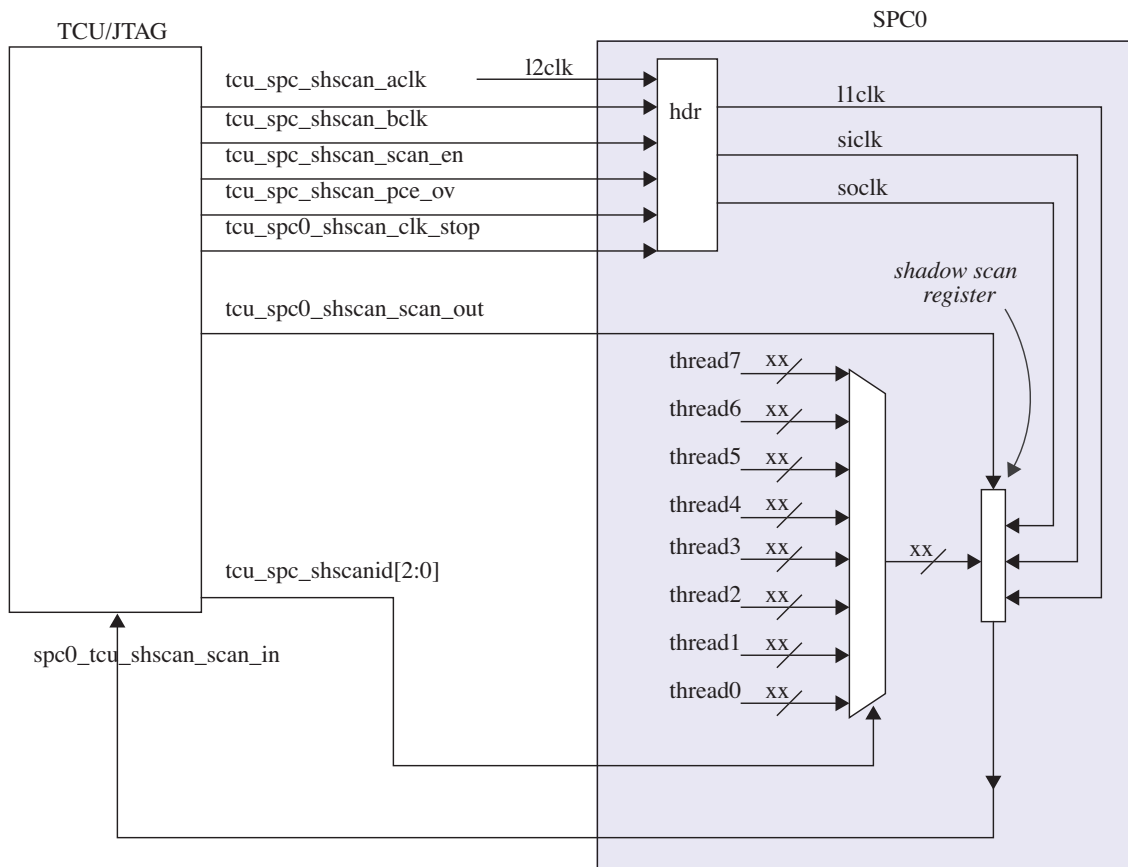 TCU/JTAG
SPC0
tcu_spc_shscan_aclk
l2clk
tcu_spc_shscan_bclk
tcu_spc_shscan_scan_en
tcu_spc_shscan_pce_ov
tcu_spc0_shscan_clk_stop
hdr
l1clk
siclk
soclk
shadow scan
register
tcu_spc0_shscan_scan_out
thread7 xx
thread6 xx
thread5 xx
thread4 xx
thread3 xx
thread2 xx
thread1 xx
thread0 xx
xx
tcu_spc_shscanid[2:0]
spc0_tcu_shscan_scan_in